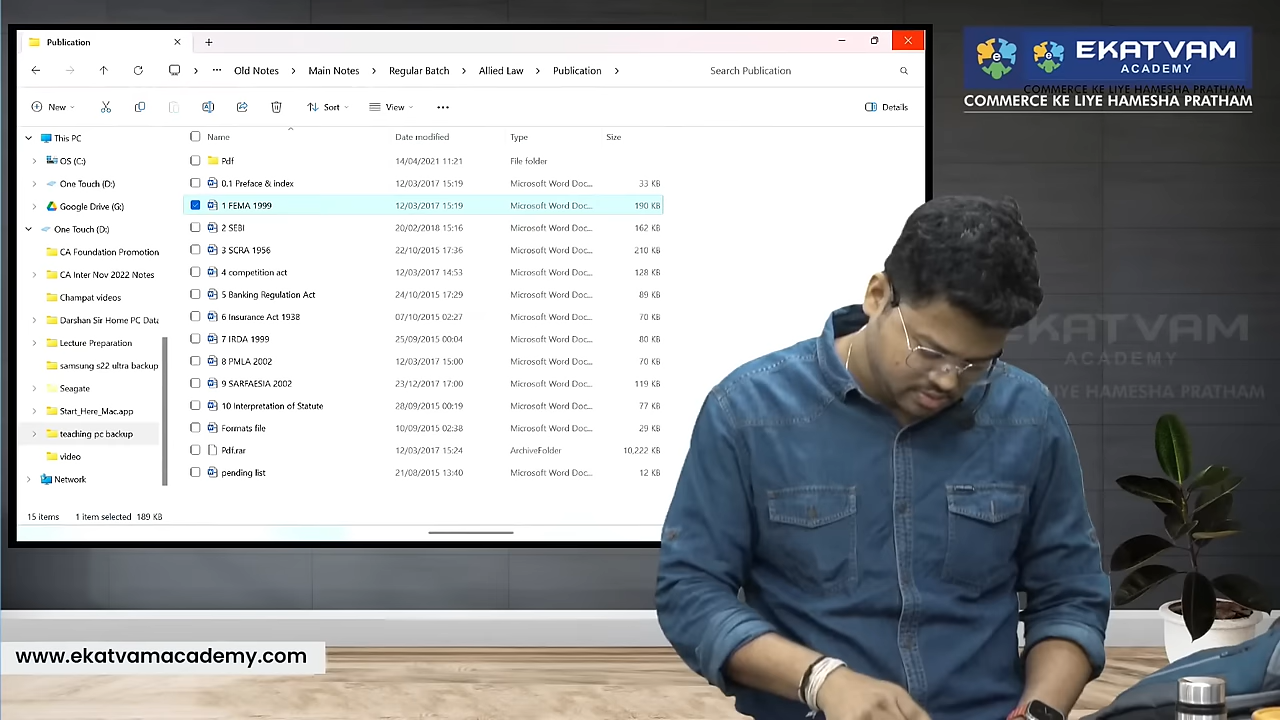 Publication
Old Notes > Main Notes > Regular Batch > Allied Law > Publication >
Search Publication
New
Sort
View
Details
This PC
OS (C:)
One Touch (D:)
Google Drive (G:)
One Touch (D:)
CA Foundation Promotion
CA Inter Nov 2022 Notes
Champat videos
Darshan Sir Home PC Data
Lecture Preparation
samsung s22 ultra backup
Seagate
Start_Here_Mac.app
teaching pc backup
video
Network
Name Date modified Type Size
Pdf 14/04/2021 11:21 File folder
0.1 Preface & index 12/03/2017 15:19 Microsoft Word Doc... 33 KB
1 FEMA 1999 12/03/2017 15:19 Microsoft Word Doc... 190 KB
2 SEBI 20/02/2018 15:16 Microsoft Word Doc... 162 KB
3 SCRA 1956 22/10/2015 17:36 Microsoft Word Doc... 210 KB
4 competition act 12/03/2017 14:53 Microsoft Word Doc... 128 KB
5 Banking Regulation Act 24/10/2015 17:29 Microsoft Word Doc... 89 KB
6 Insurance Act 1938 07/10/2015 02:27 Microsoft Word Doc... 70 KB
7 IRDA 1999 25/09/2015 00:04 Microsoft Word Doc... 80 KB
8 PMLA 2002 12/03/2017 15:00 Microsoft Word Doc... 70 KB
9 SARFAESIA 2002 23/12/2017 17:00 Microsoft Word Doc... 119 KB
10 Interpretation of Statute 28/09/2015 00:19 Microsoft Word Doc... 77 KB
Formats file 10/09/2015 02:38 Microsoft Word Doc... 29 KB
Pdf.rar 12/03/2017 15:24 ArchiveFolder 10,222 KB
pending list 21/08/2015 13:40 Microsoft Word Doc... 12 KB
15 items 1 item selected 189 KB
EKATVAM
ACADEMY
COMMERCE KE LIYE HAMESHA PRATHAM
COMMERCE KE LIYE HAMESHA PRATHAM
EKATVAM
ACADEMY
LIYE HAMESHA PRATHAM
www.ekatvamacademy.com